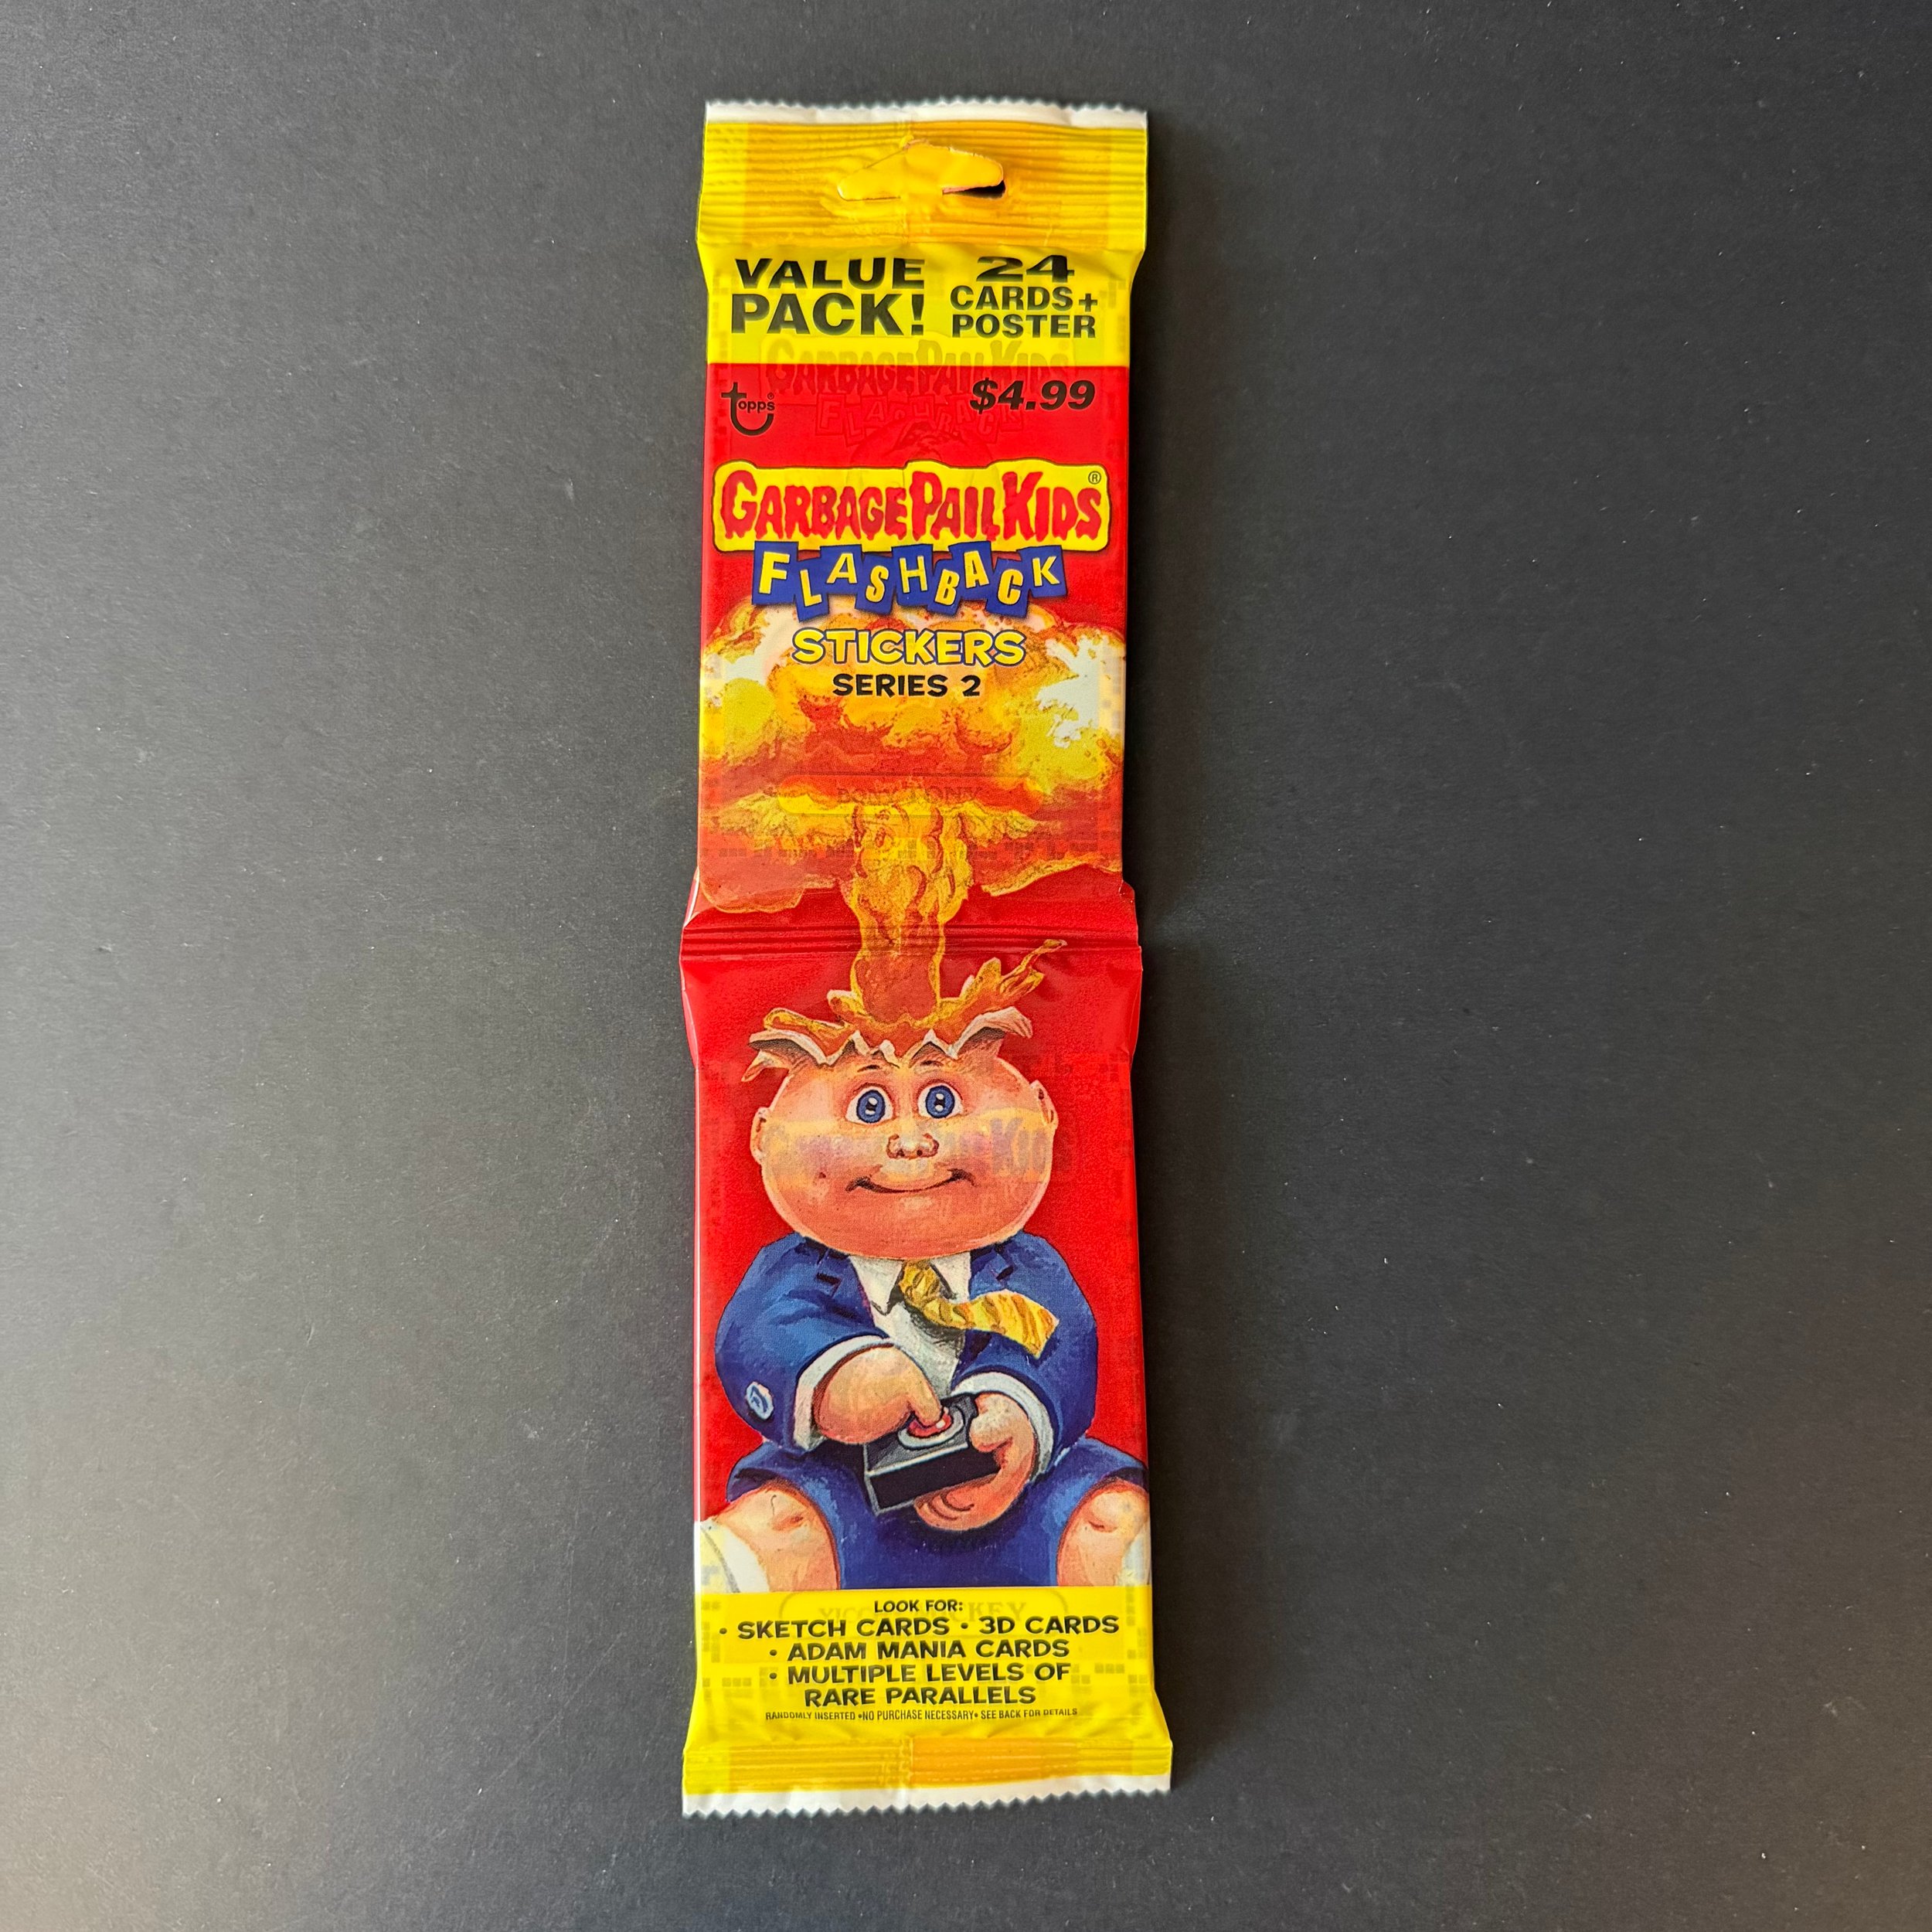 VALUE PACK!
24 CARDS+ POSTER
topps®
$4.99
GARBAGE PAIL KIDS®
FLASHBACK
STICKERS
SERIES 2
LOOK FOR:
• SKETCH CARDS • 3D CARDS
• ADAM MANIA CARDS
• MULTIPLE LEVELS OF
RARE PARALLELS
RANDOMLY INSERTED •NO PURCHASE NECESSARY• SEE BACK FOR DETAILS